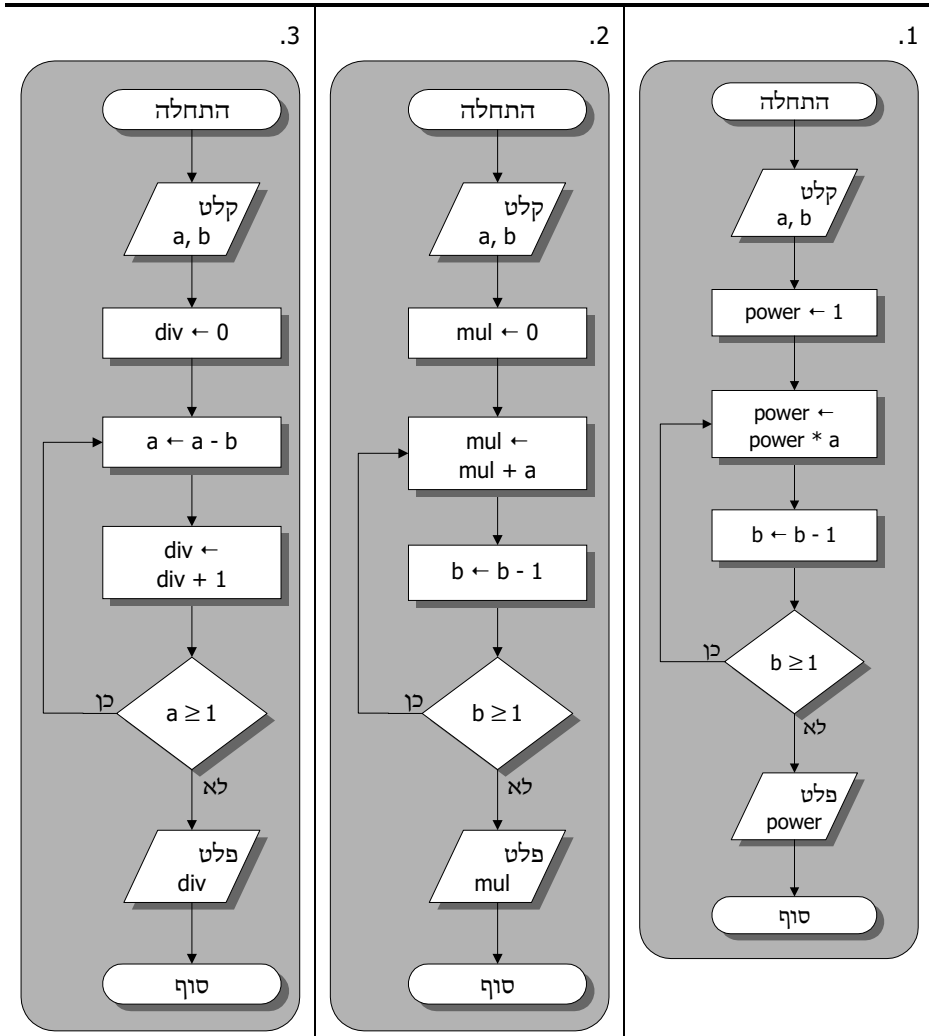 .1
התחלה
קלט
a, b
power ← 1
power ←
power * a
b ← b - 1
b ≥ 1
כן
לא
פלט
power
סוף
.2
התחלה
קלט
a, b
mul ← 0
mul ←
mul + a
b ← b - 1
b ≥ 1
כן
לא
פלט
mul
סוף
.3
התחלה
קלט
a, b
div ← 0
a ← a - b
div ←
div + 1
a ≥ 1
כן
לא
פלט
div
סוף